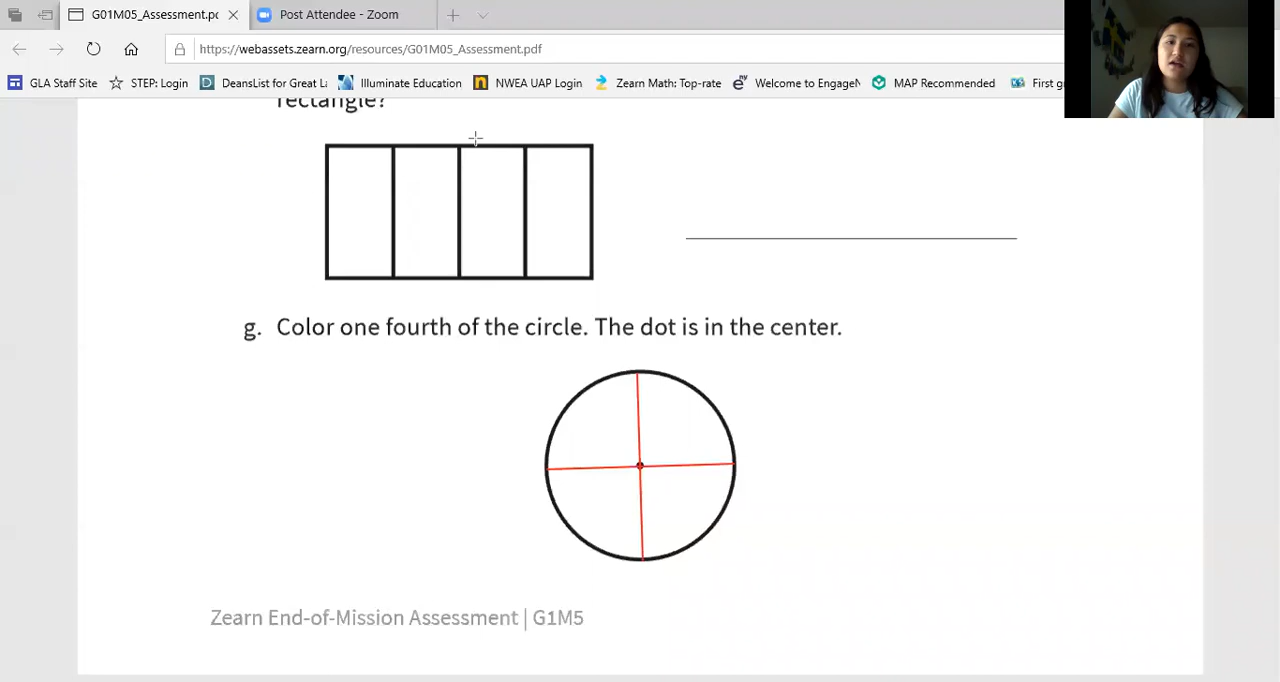 G01M05_Assessment.pd
Post Attendee - Zoom
https://webassets.zearn.org/resources/G01M05_Assessment.pdf
GLA Staff Site STEP: Login DeansList for Great L Illuminate Education NWEA UAP Login Zearn Math: Top-rate Welcome to EngageN MAP Recommended First g
rectangle?
g. Color one fourth of the circle. The dot is in the center.
Zearn End-of-Mission Assessment | G1M5